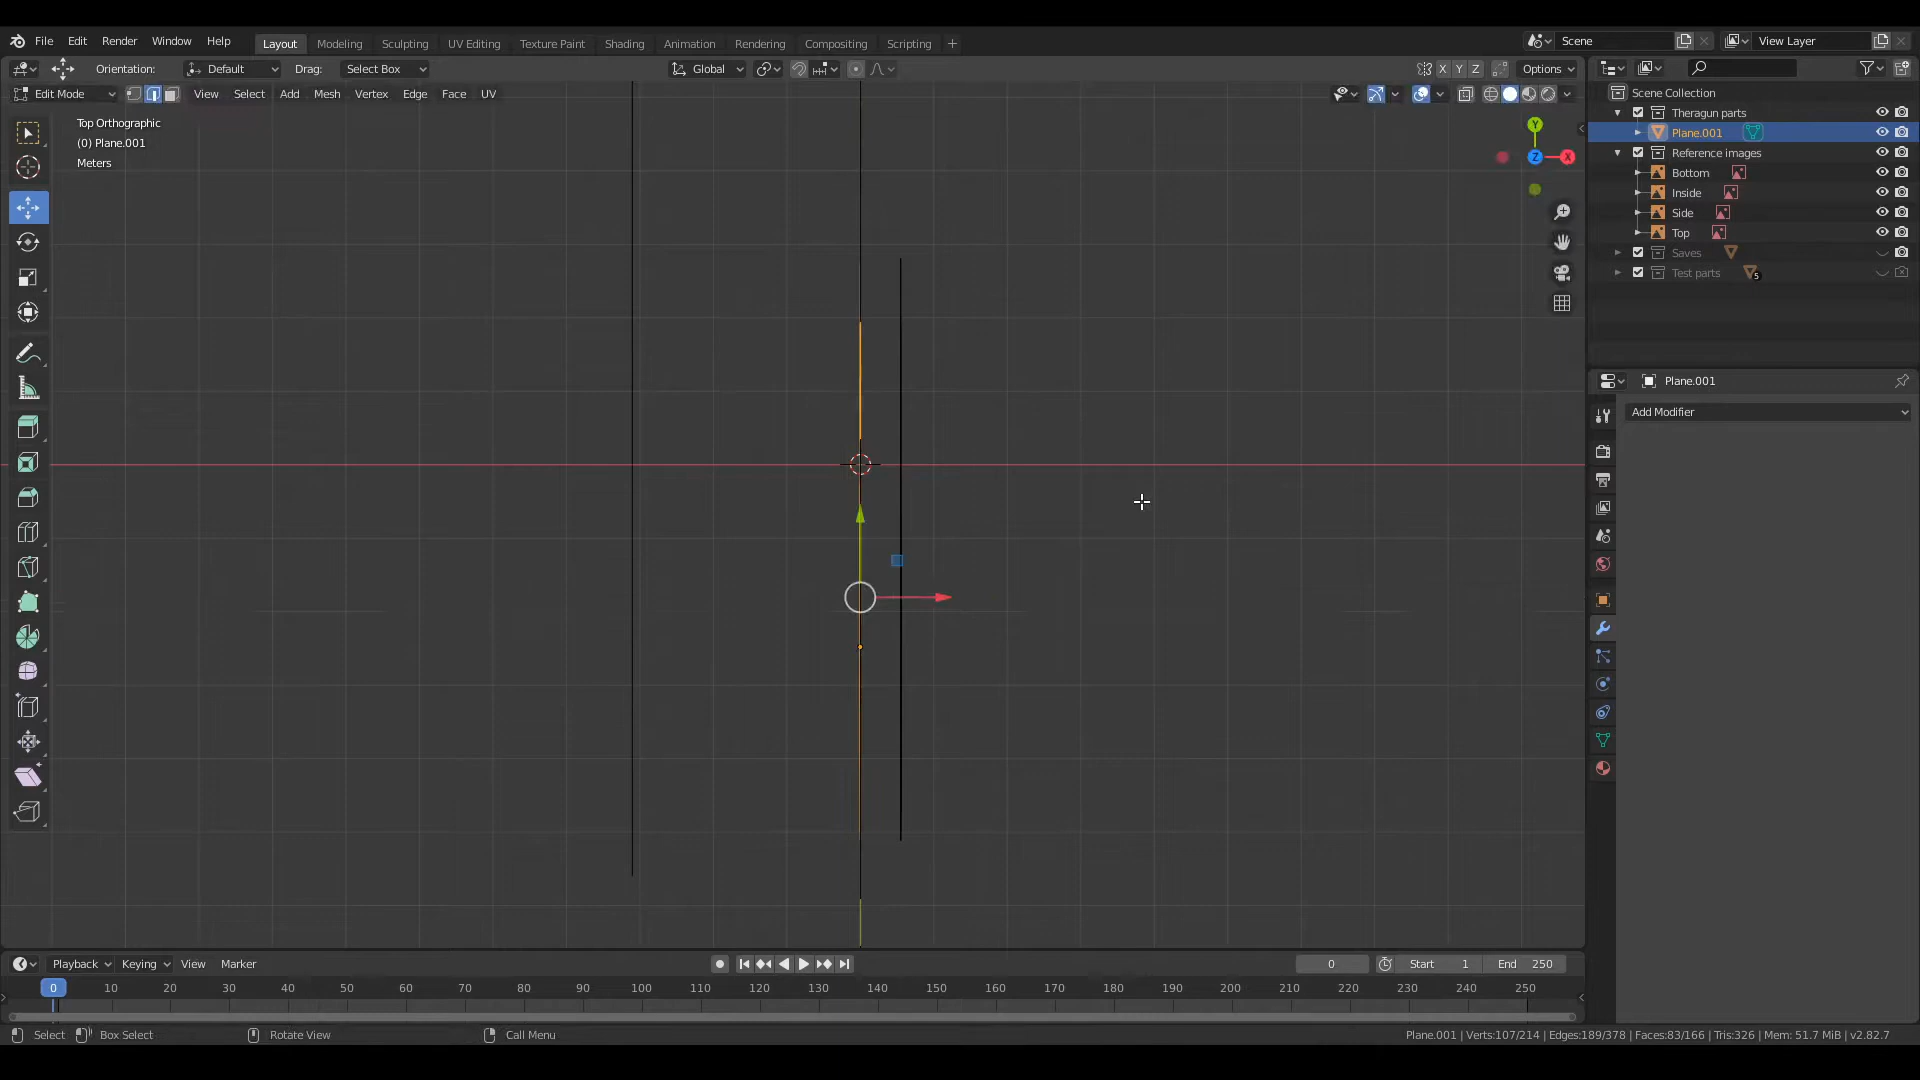 File Edit Render Window Help Layout Modeling Sculpting UV Editing Texture Paint Shading Animation Rendering Compositing Scripting + Scene View Layer
Orientation: Default Drag: Select Box Global X Y Z Options
Edit Mode View Select Add Mesh Vertex Edge Face UV
Top Orthographic
(0) Plane.001
Meters
Y
Z X
Scene Collection
Theragun parts
Plane.001
Reference images
Bottom
Inside
Side
Top
Saves
Test parts 5
Plane.001
Add Modifier
Playback Keying View Marker 0 Start 1 End 250
0 10 20 30 40 50 60 70 80 90 100 110 120 130 140 150 160 170 180 190 200 210 220 230 240 250
Select Box Select Rotate View Call Menu Plane.001 | Verts:107/214 | Edges:189/378 | Faces:83/166 | Tris:326 | Mem: 51.7 MiB | v2.82.7